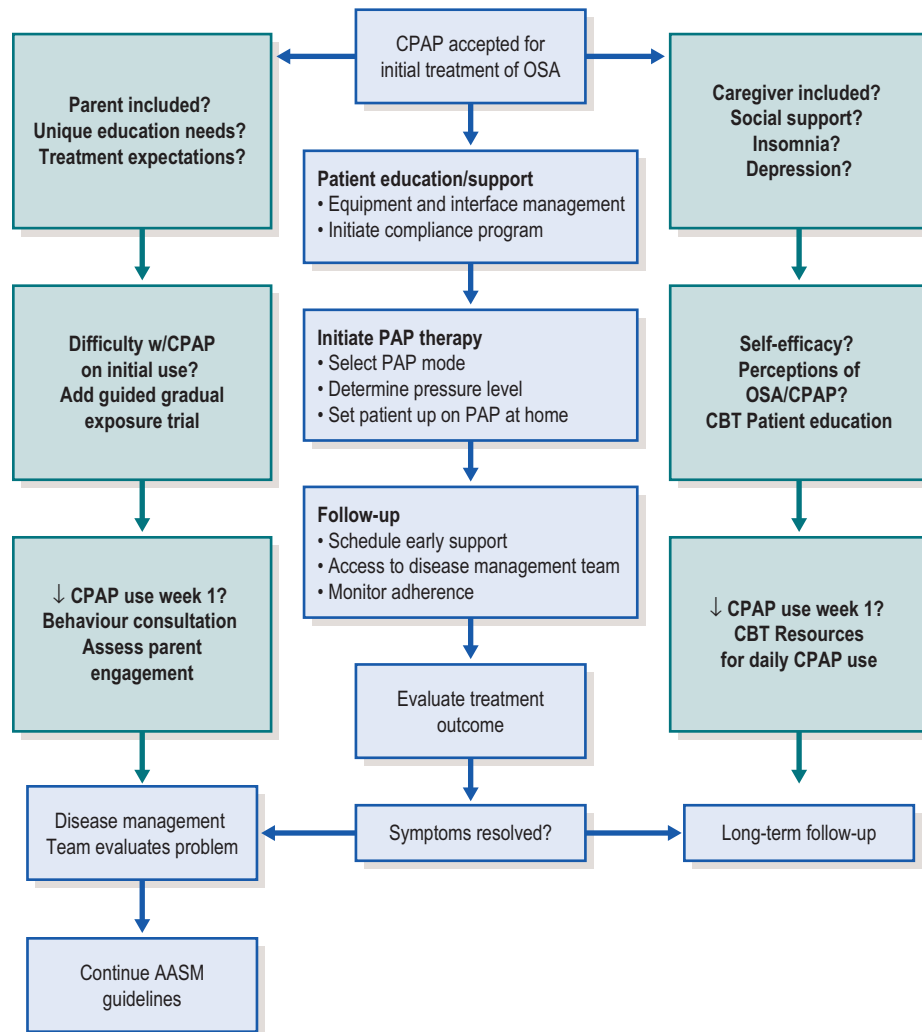 CPAP accepted for
initial treatment of OSA
Parent included?
Unique education needs?
Treatment expectations?
Caregiver included?
Social support?
Insomnia?
Depression?
Patient education/support
• Equipment and interface management
• Initiate compliance program
Difficulty w/CPAP
on initial use?
Add guided gradual
exposure trial
Initiate PAP therapy
• Select PAP mode
• Determine pressure level
• Set patient up on PAP at home
Self-efficacy?
Perceptions of
OSA/CPAP?
CBT Patient education
Follow-up
• Schedule early support
• Access to disease management team
• Monitor adherence
↓ CPAP use week 1?
Behaviour consultation
Assess parent
engagement
↓ CPAP use week 1?
CBT Resources
for daily CPAP use
Evaluate treatment
outcome
Disease management
Team evaluates problem
Symptoms resolved?
Long-term follow-up
Continue AASM
guidelines